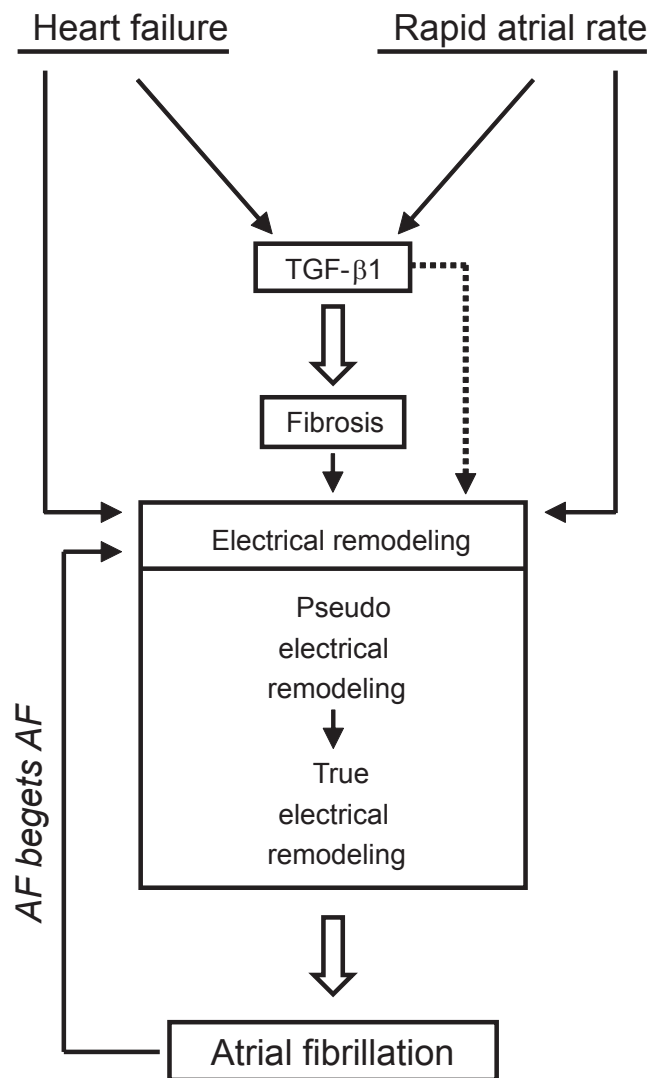 Heart failure
Rapid atrial rate
TGF-β1
Fibrosis
Electrical remodeling
Pseudo
electrical
remodeling
True
electrical
remodeling
AF begets AF
Atrial fibrillation